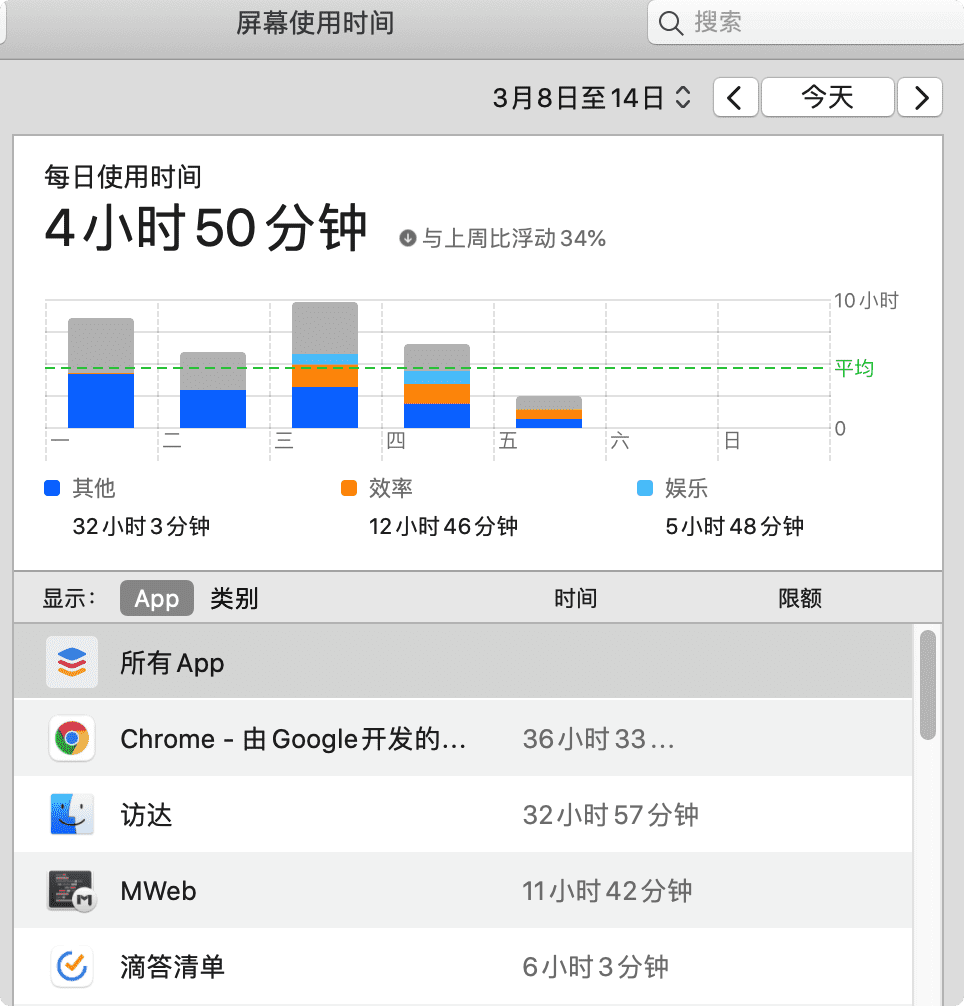 屏幕使用时间
搜索
3月8日至14日
今天
每日使用时间
4小时50分钟
与上周比浮动34%
10小时
平均
0
一 二 三 四 五 六 日
其他 效率 娱乐
32小时3分钟 12小时46分钟 5小时48分钟
显示： App 类别 时间 限额
所有App
Chrome – 由Google开发的… 36小时33…
访达 32小时57分钟
MWeb 11小时42分钟
滴答清单 6小时3分钟